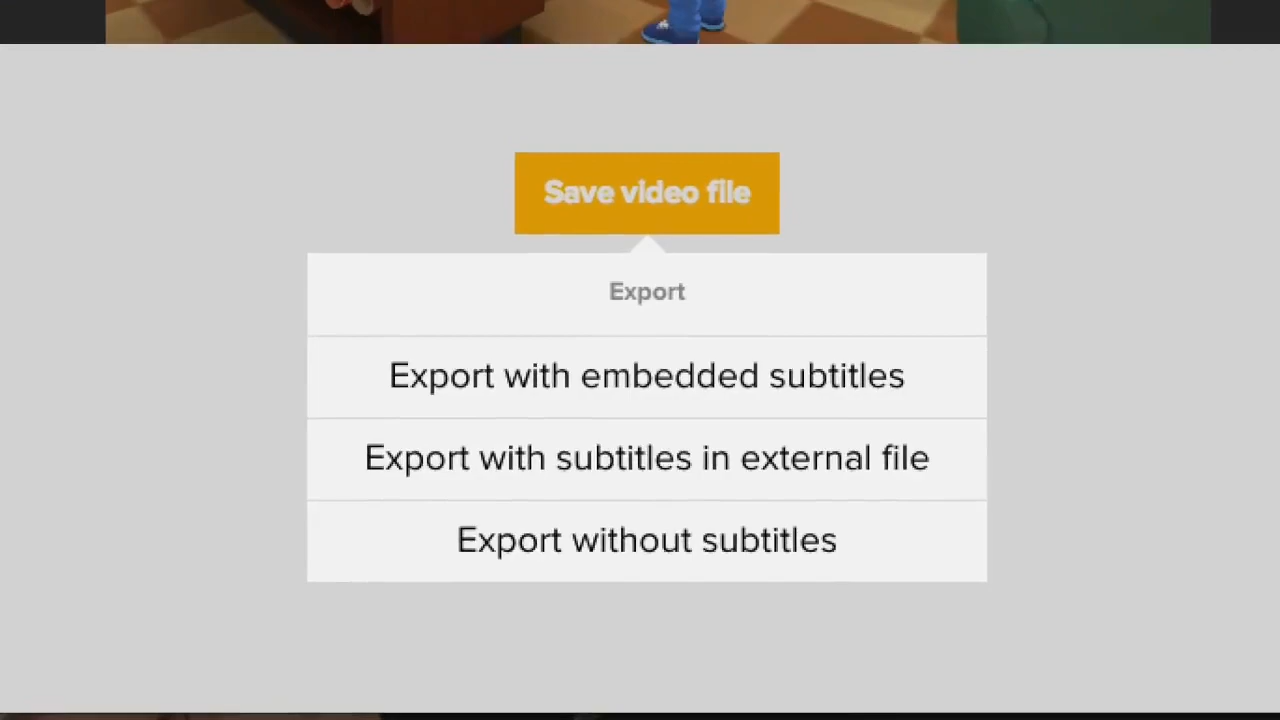 Save video file
Export
Export with embedded subtitles
Export with subtitles in external file
Export without subtitles